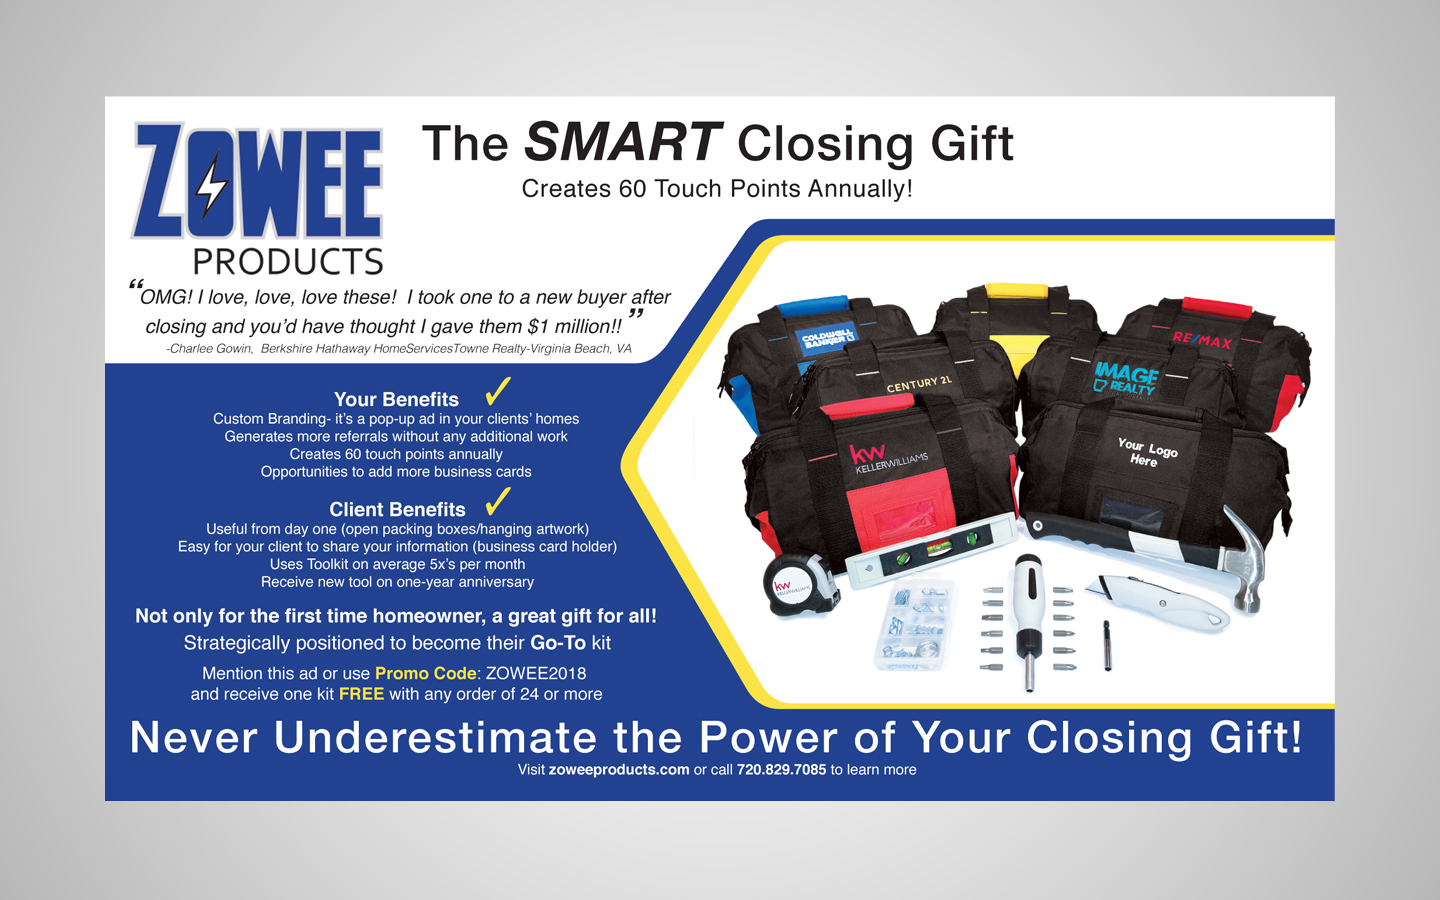 ZOWEE
PRODUCTS
The SMART Closing Gift
Creates 60 Touch Points Annually!
“OMG! I love, love, love these! I took one to a new buyer after
closing and you’d have thought I gave them $1 million!!”
-Charlee Gowin, Berkshire Hathaway HomeServicesTowne Realty-Virginia Beach, VA
Your Benefits
Custom Branding- it’s a pop-up ad in your clients’ homes
Generates more referrals without any additional work
Creates 60 touch points annually
Opportunities to add more business cards
Client Benefits
Useful from day one (open packing boxes/hanging artwork)
Easy for your client to share your information (business card holder)
Uses Toolkit on average 5x’s per month
Receive new tool on one-year anniversary
Not only for the first time homeowner, a great gift for all!
Strategically positioned to become their Go-To kit
Mention this ad or use Promo Code: ZOWEE2018
and receive one kit FREE with any order of 24 or more
COLDWELL
BANKER
RE/MAX
CENTURY 21.
IMAGE
REALTY
kw
KELLERWILLIAMS
Your Logo
Here
kw
KELLERWILLIAMS
Never Underestimate the Power of Your Closing Gift!
Visit zoweeproducts.com or call 720.829.7085 to learn more